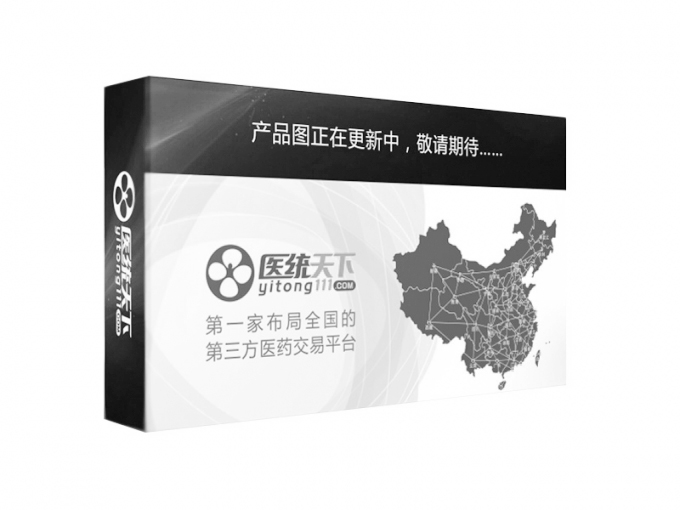 产品图正在更新中，敬请期待......
医统天下
yitong111.COM
第一家布局全国的
第三方医药交易平台
医统天下
yitong111.COM